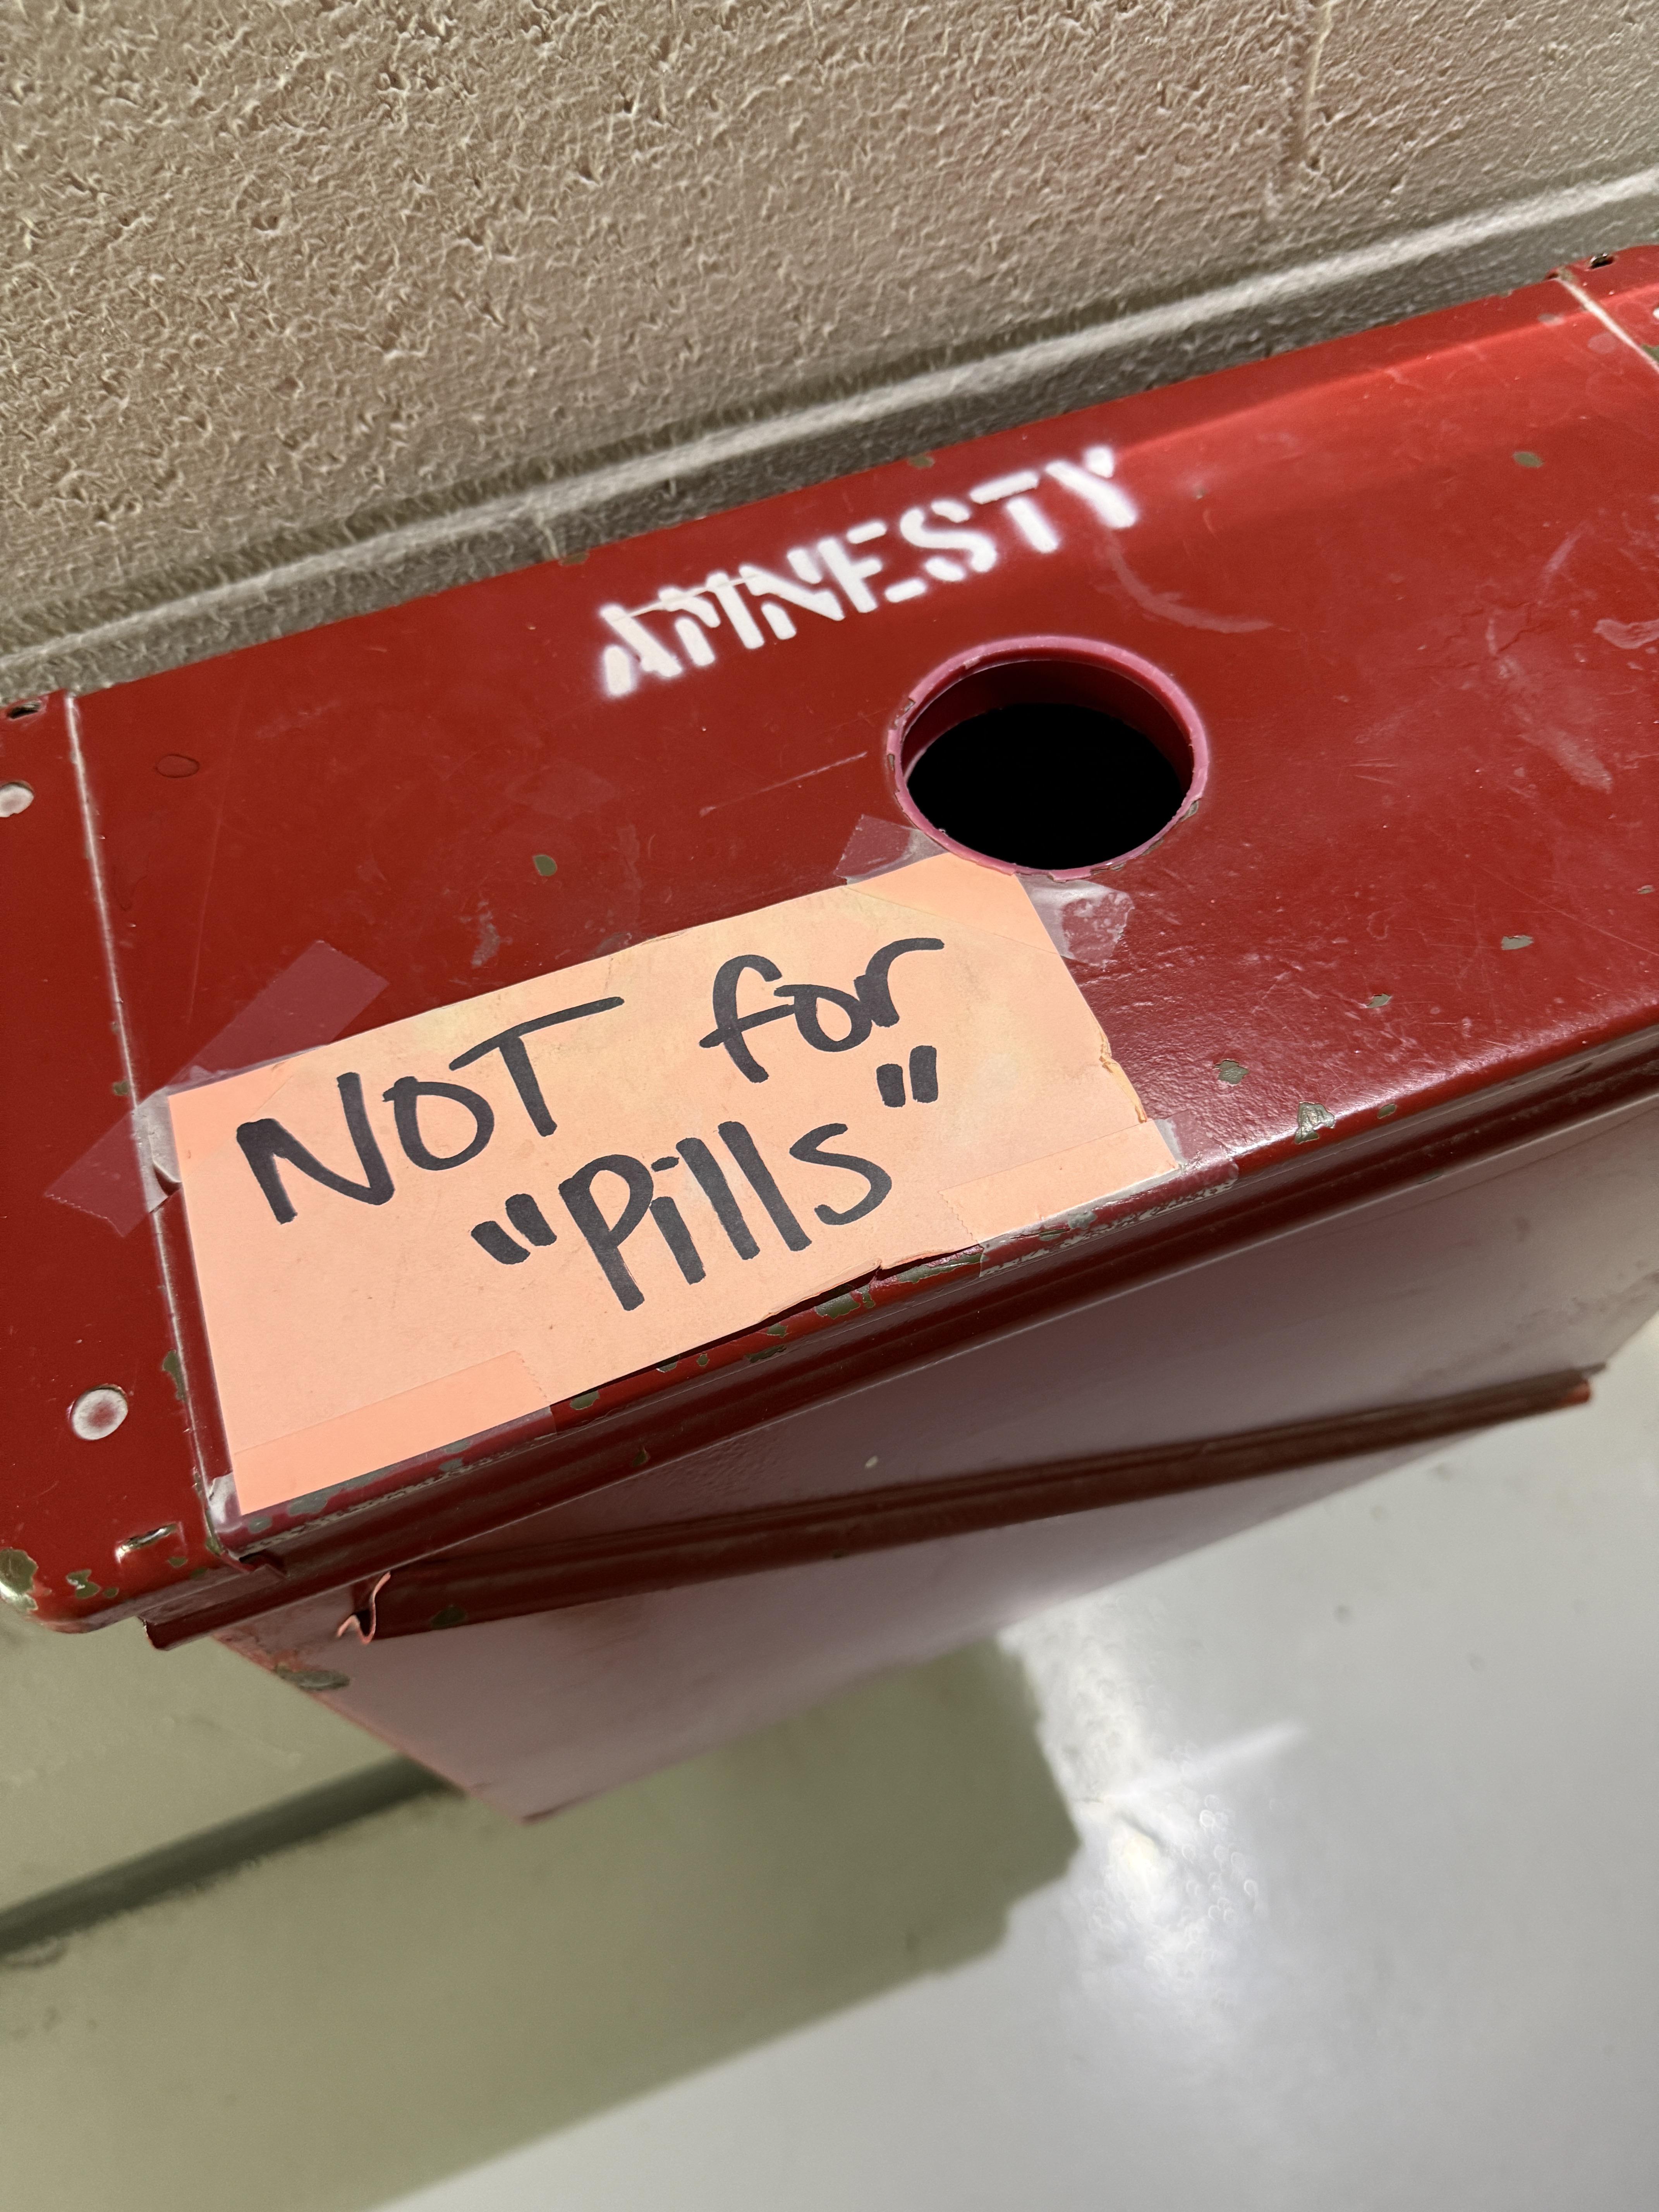 AMNESTY
NOT for
"Pills"